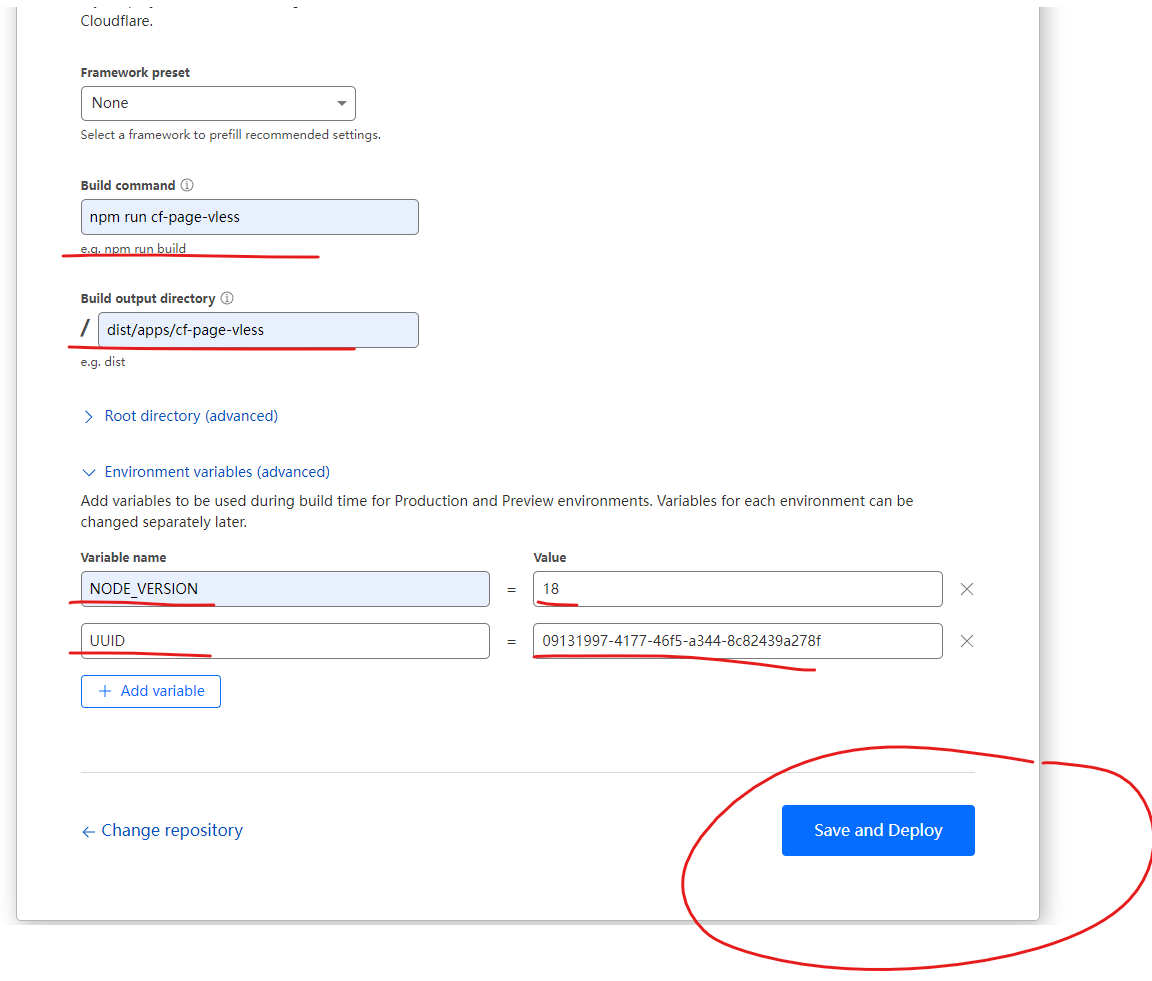 Cloudflare.
Framework preset
None
Select a framework to prefill recommended settings.
Build command
npm run cf-page-vless
e.g. npm run build
Build output directory
/ dist/apps/cf-page-vless
e.g. dist
Root directory (advanced)
Environment variables (advanced)
Add variables to be used during build time for Production and Preview environments. Variables for each environment can be
changed separately later.
Variable name Value
NODE_VERSION = 18
UUID = 09131997-4177-46f5-a344-8c82439a278f
+ Add variable
← Change repository Save and Deploy